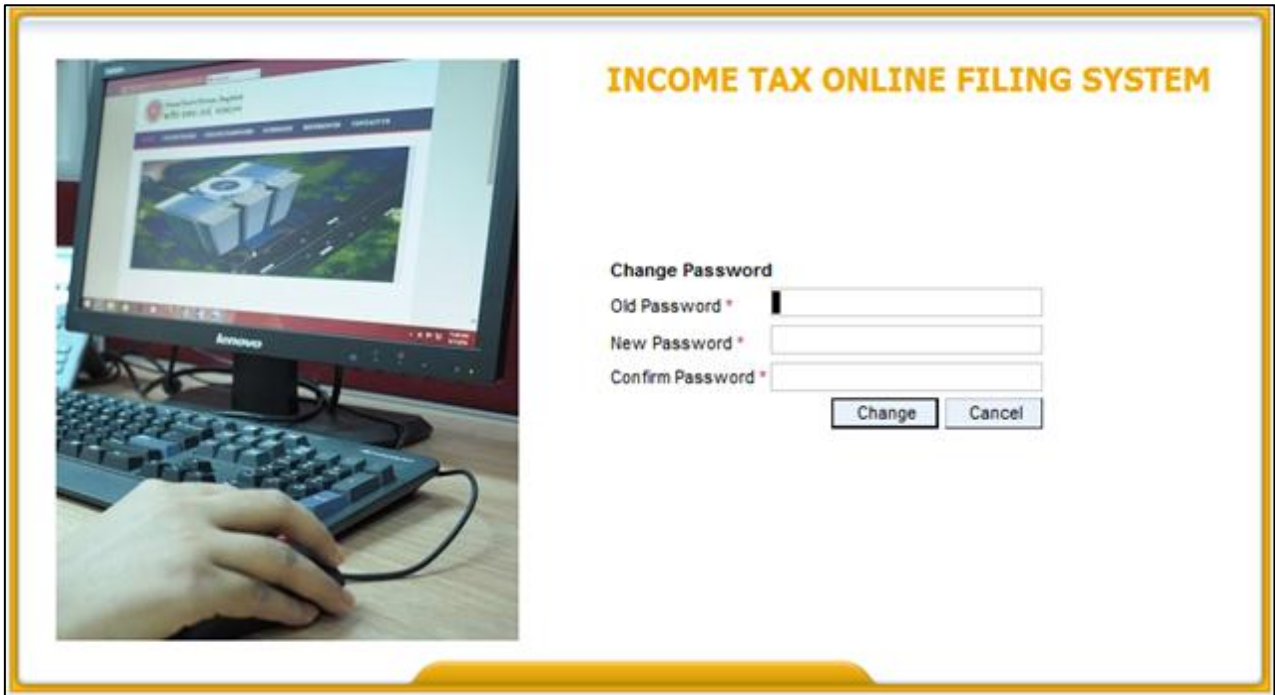 INCOME TAX ONLINE FILING SYSTEM
Change Password
Old Password *
New Password *
Confirm Password *
Change Cancel
lenovo